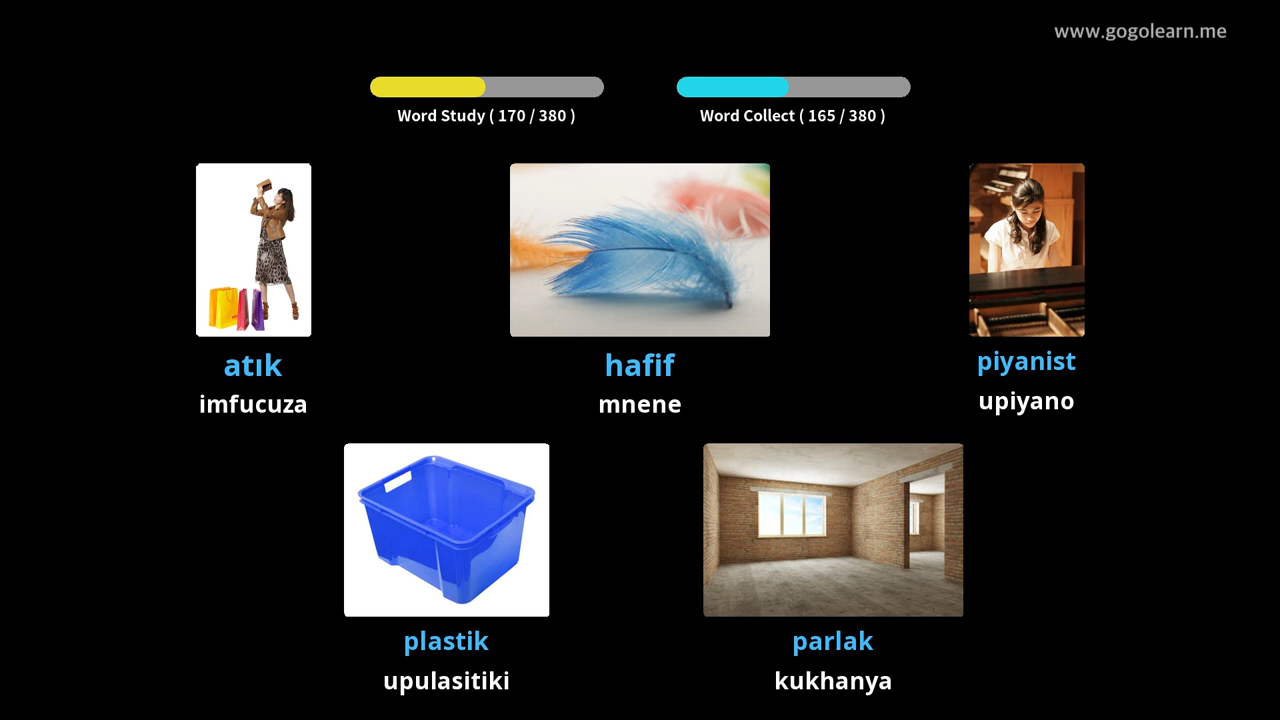 www.gogolearn.me
Word Study ( 170 / 380 )
Word Collect ( 165 / 380 )
atık
imfucuza
hafif
mnene
piyanist
upiyano
plastik
upulasitiki
parlak
kukhanya